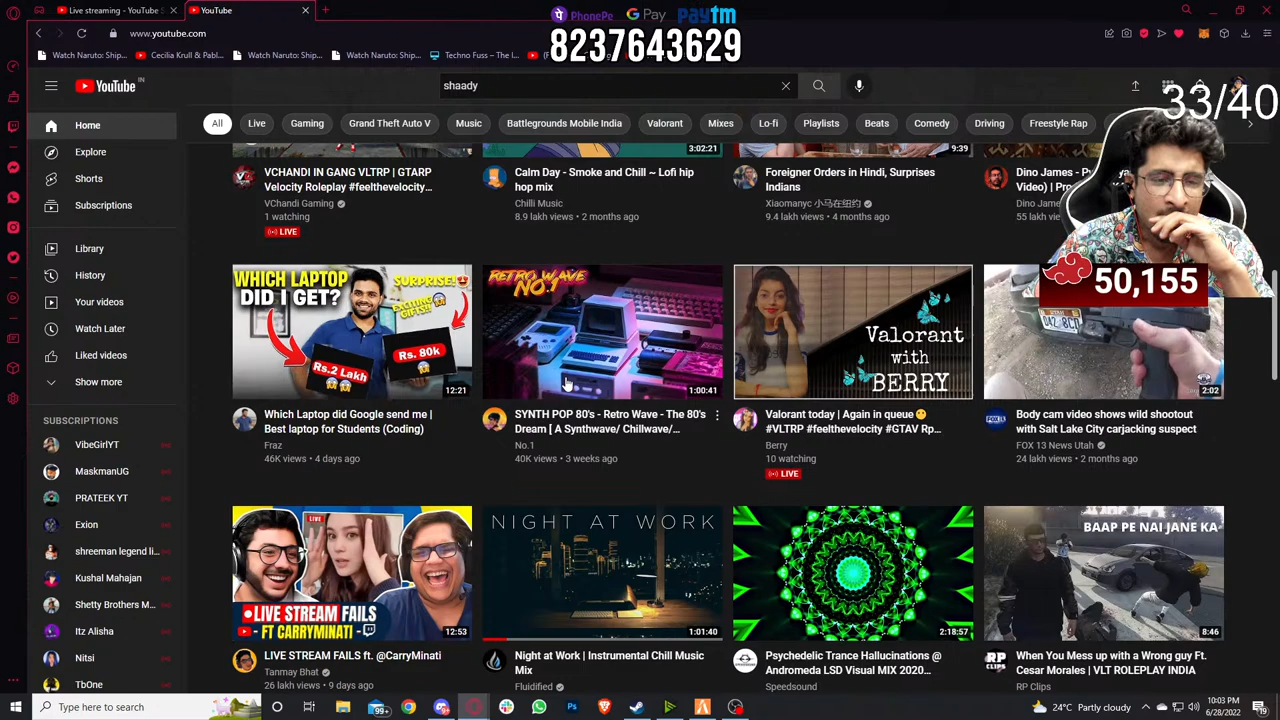 Live streaming - YouTube S
YouTube
PhonePe G Pay paytm
8237643629
www.youtube.com
Watch Naruto: Ship...
Cecilia Krull & Pabl...
Watch Naruto: Ship...
Watch Naruto: Ship...
Techno Fuss – The l...
YouTube IN
shaady
33/40
All
Live
Gaming
Grand Theft Auto V
Music
Battlegrounds Mobile India
Valorant
Mixes
Lo-fi
Playlists
Beats
Comedy
Driving
Freestyle Rap
Home
Explore
Shorts
Subscriptions
Library
History
Your videos
Watch Later
Liked videos
Show more
SUBSCRIPTIONS
VibeGirlYT
MaskmanUG
PRATEEK YT
Exion
shreeman legend li...
Kushal Mahajan
Shetty Brothers M...
Itz Alisha
Nitsi
TbOne
3:02:21
9:39
VCHANDI IN GANG VLTRP | GTARP
Velocity Roleplay #feelthevelocity...
VChandi Gaming
1 watching
LIVE
Calm Day - Smoke and Chill ~ Lofi hip
hop mix
Chilli Music
8.9 lakh views • 2 months ago
Foreigner Orders in Hindi, Surprises
Indians
Xiaomanyc 小马在纽约
9.4 lakh views • 4 months ago
Dino James
Video) | Pro
Dino Jame
55 lakh
50,155
WHICH LAPTOP
DID I GET?
SURPRISE!
EXCITING
GIFTS!!
Rs.2 Lakh
Rs. 80k
12:21
Which Laptop did Google send me |
Best laptop for Students (Coding)
Fraz
46K views • 4 days ago
RETRO WAVE
NO.1
1:00:41
SYNTH POP 80's - Retro Wave - The 80's
Dream [ A Synthwave/ Chillwave/...
No.1
40K views • 3 weeks ago
Valorant
with
BERRY
Valorant today | Again in queue
#VLTRP #feelthevelocity #GTAV Rp...
Berry
10 watching
LIVE
2:02
Body cam video shows wild shootout
with Salt Lake City carjacking suspect
FOX 13 News Utah
24 lakh views • 2 months ago
LIVE
LIVE STREAM FAILS
FT CARRYMINATI
12:53
LIVE STREAM FAILS ft. @CarryMinati
Tanmay Bhat
26 lakh views • 9 days ago
NIGHT AT WORK
1:01:40
Night at Work | Instrumental Chill Music
Mix
Fluidified
2:18:57
Psychedelic Trance Hallucinations @
Andromeda LSD Visual MIX 2020...
Speedsound
BAAP PE NAI JANE KA
8:46
RP
CLIPS
When You Mess up with a Wrong guy Ft.
Cesar Morales | VLT ROLEPLAY INDIA
RP Clips
Type here to search
99+
24°C Partly cloudy
10:03 PM
6/28/2022
19